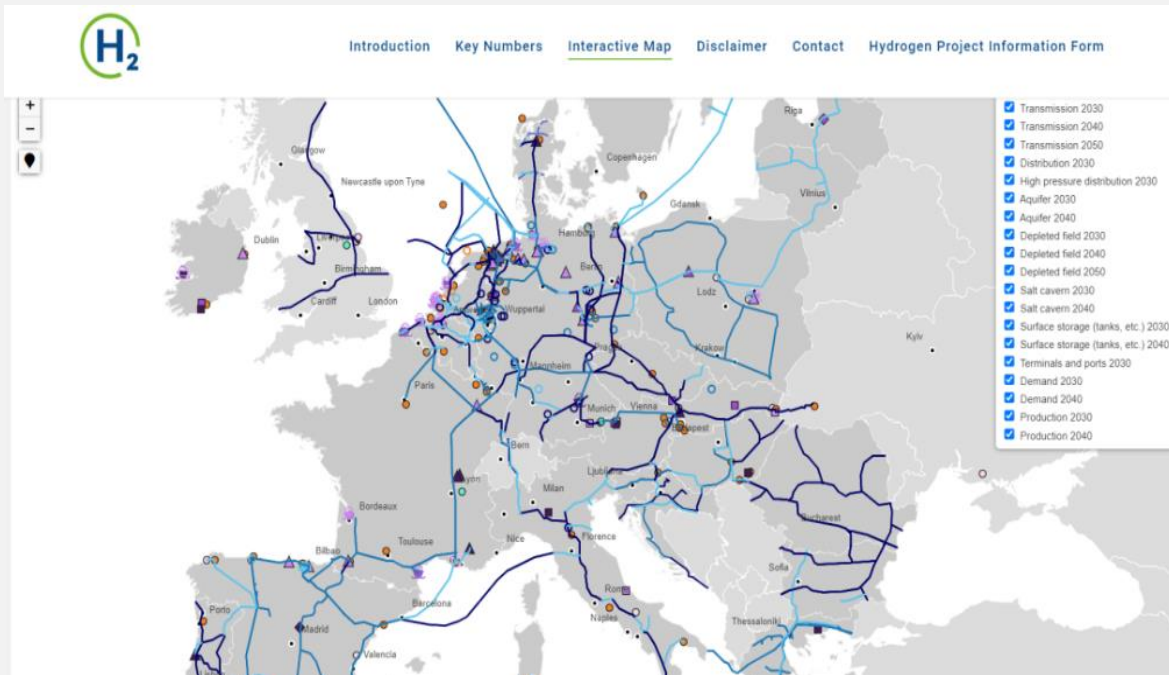 H2
Introduction Key Numbers Interactive Map Disclaimer Contact Hydrogen Project Information Form
+
−
Transmission 2030
Transmission 2040
Transmission 2050
Distribution 2030
High pressure distribution 2030
Aquifer 2030
Aquifer 2040
Depleted field 2030
Depleted field 2040
Depleted field 2050
Salt cavern 2030
Salt cavern 2040
Surface storage (tanks, etc.) 2030
Surface storage (tanks, etc.) 2040
Terminals and ports 2030
Demand 2030
Demand 2040
Production 2030
Production 2040
Riga
Glasgow
Copenhagen
Newcastle upon Tyne
Vilnius
Gdansk
Dublin
Hamburg
Birmingham
Berlin
Lodz
Cardiff
London
Wuppertal
Kyiv
Krakow
Mannheim
Paris
Munich
Vienna
Budapest
Bern
Milan
Bordeaux
Bucharest
Nice
Florence
Toulouse
Bilbao
Sofia
Porto
Barcelona
Naples
Thessaloniki
Madrid
Valencia